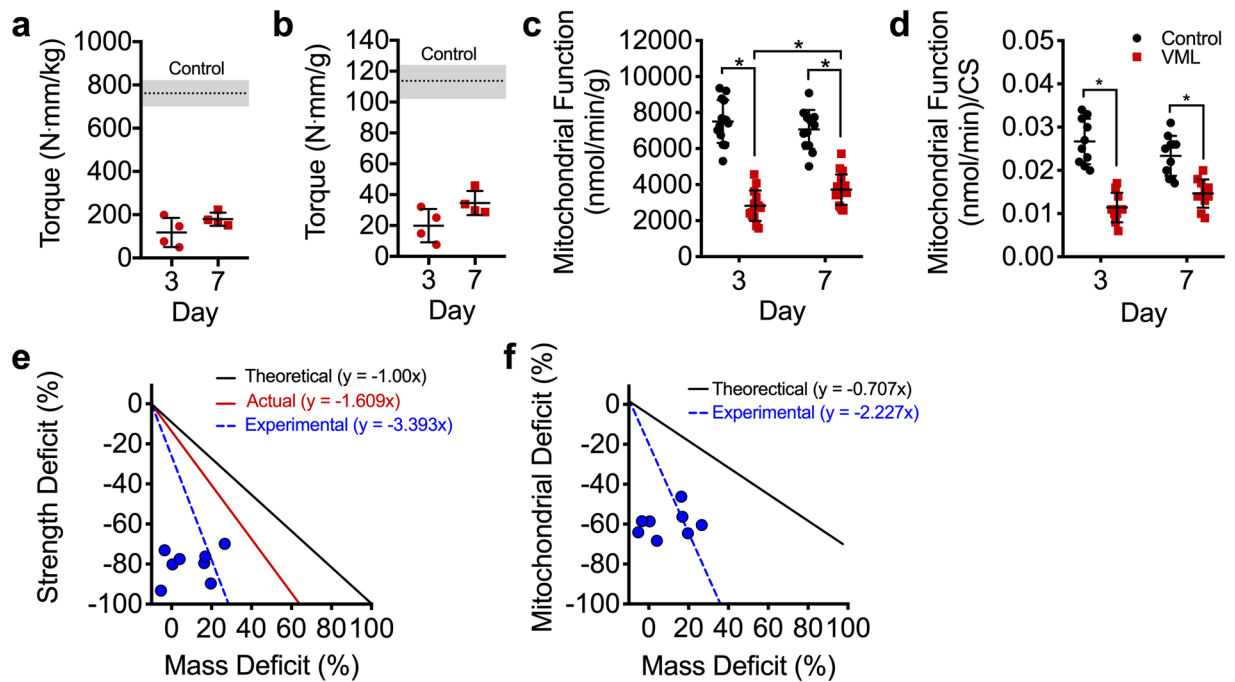 a
Torque (N·mm/kg)
1000
800
600
400
200
0
Control
3
7
Day
b
Torque (N·mm/g)
140
120
100
80
60
40
20
0
Control
3
7
Day
c
Mitochondrial Function
(nmol/min/g)
12000
10000
8000
6000
4000
2000
0
*
*
*
3
7
Day
d
Mitochondrial Function
(nmol/min)/CS
0.05
0.04
0.03
0.02
0.01
0.00
Control
VML
*
*
3
7
Day
e
Strength Deficit (%)
0
-20
-40
-60
-80
-100
Theoretical (y = -1.00x)
Actual (y = -1.609x)
Experimental (y = -3.393x)
0 20 40 60 80 100
Mass Deficit (%)
f
Mitochondrial Deficit (%)
0
-20
-40
-60
-80
-100
Theorectical (y = -0.707x)
Experimental (y = -2.227x)
0 20 40 60 80 100
Mass Deficit (%)